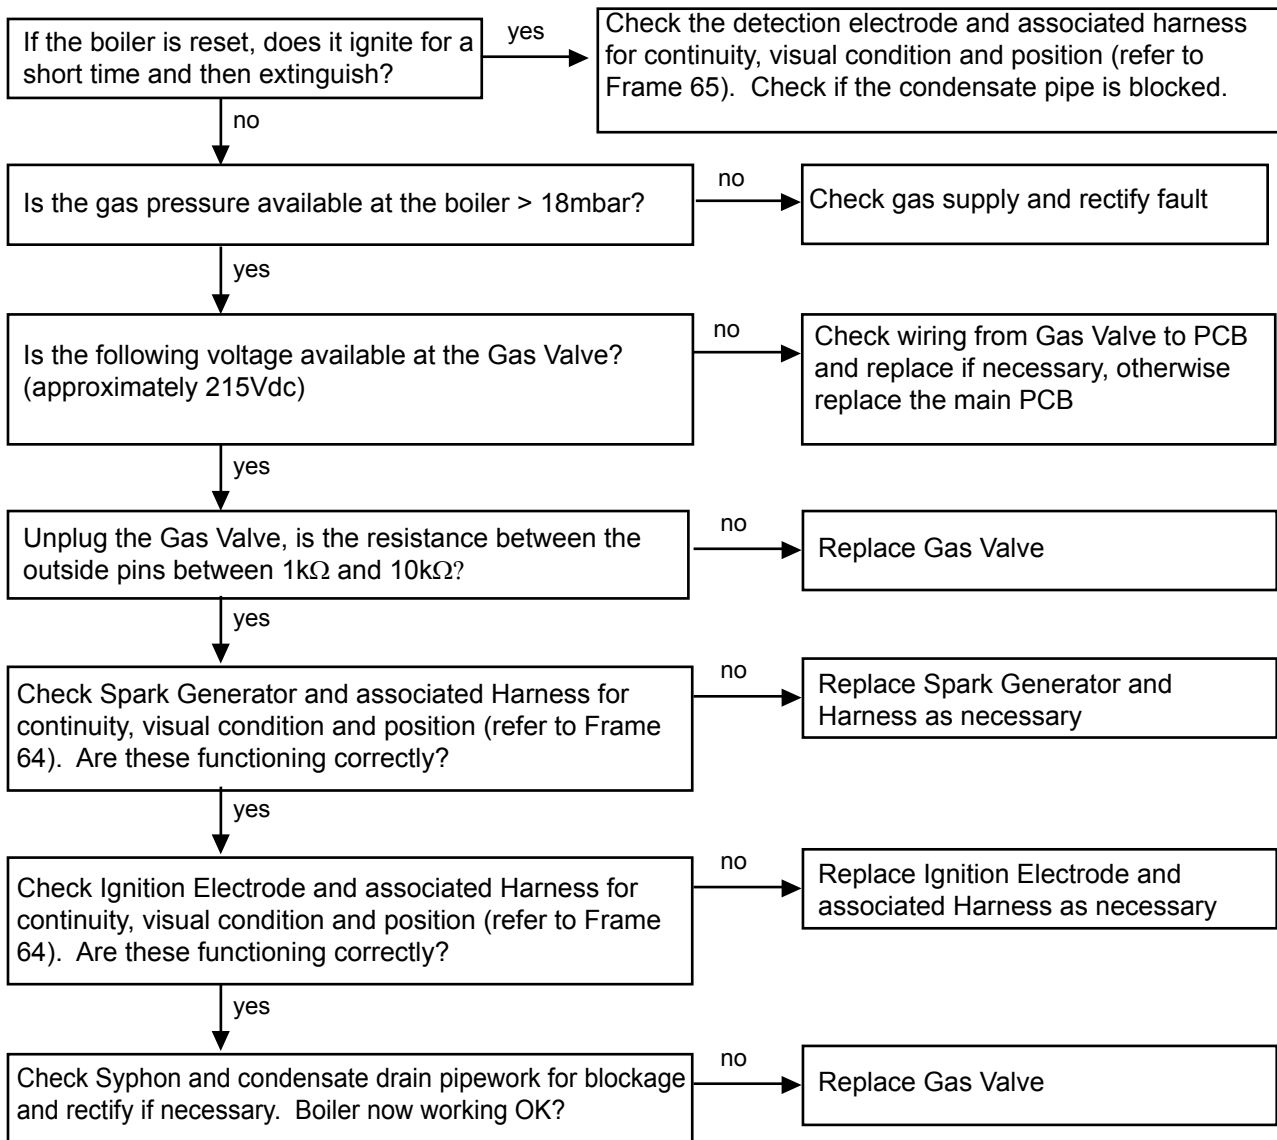 If the boiler is reset, does it ignite for a
short time and then extinguish?
yes
Check the detection electrode and associated harness
for continuity, visual condition and position (refer to
Frame 65).  Check if the condensate pipe is blocked.
no
Is the gas pressure available at the boiler > 18mbar?
no
Check gas supply and rectify fault
yes
Is the following voltage available at the Gas Valve?
(approximately 215Vdc)
no
Check wiring from Gas Valve to PCB
and replace if necessary, otherwise
replace the main PCB
yes
Unplug the Gas Valve, is the resistance between the
outside pins between 1kΩ and 10kΩ?
no
Replace Gas Valve
yes
Check Spark Generator and associated Harness for
continuity, visual condition and position (refer to Frame
64).  Are these functioning correctly?
no
Replace Spark Generator and
Harness as necessary
yes
Check Ignition Electrode and associated Harness for
continuity, visual condition and position (refer to Frame
64).  Are these functioning correctly?
no
Replace Ignition Electrode and
associated Harness as necessary
yes
Check Syphon and condensate drain pipework for blockage
and rectify if necessary.  Boiler now working OK?
no
Replace Gas Valve